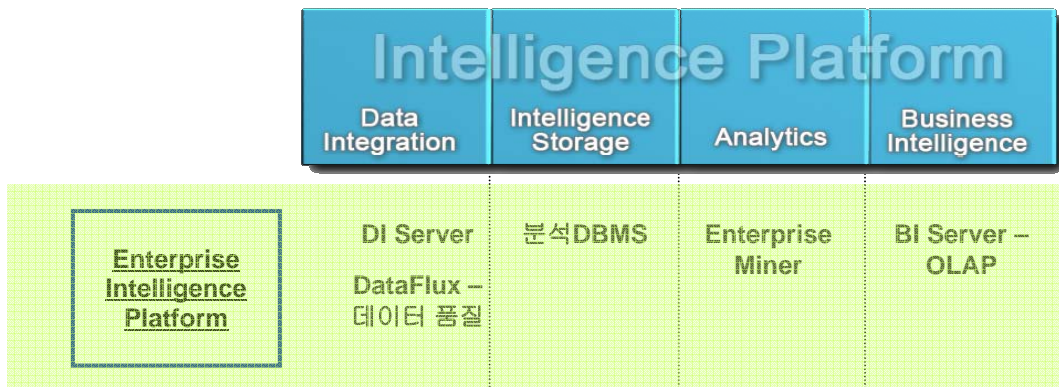 Intelligence Platform
Data
Integration
Intelligence
Storage
Analytics
Business
Intelligence
Enterprise
Intelligence
Platform
DI Server
DataFlux –
데이터 품질
분석DBMS
Enterprise
Miner
BI Server –
OLAP